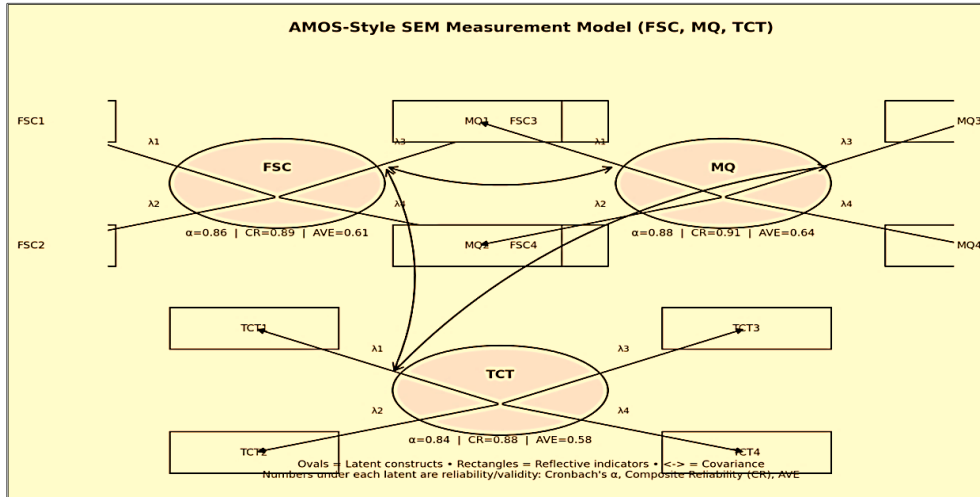 AMOS-Style SEM Measurement Model (FSC, MQ, TCT)
FSC1
MQ1
FSC3
MQ3
λ1
λ3
λ1
λ3
FSC
MQ
λ2
λ4
λ2
λ4
α=0.86 | CR=0.89 | AVE=0.61
α=0.88 | CR=0.91 | AVE=0.64
FSC2
MQ2
FSC4
MQ4
TCT1
TCT3
λ1
λ3
TCT
λ2
λ4
α=0.84 | CR=0.88 | AVE=0.58
TCT2
TCT4
Ovals = Latent constructs • Rectangles = Reflective indicators • <-> = Covariance
Numbers under each latent are reliability/validity: Cronbach's α, Composite Reliability (CR), AVE